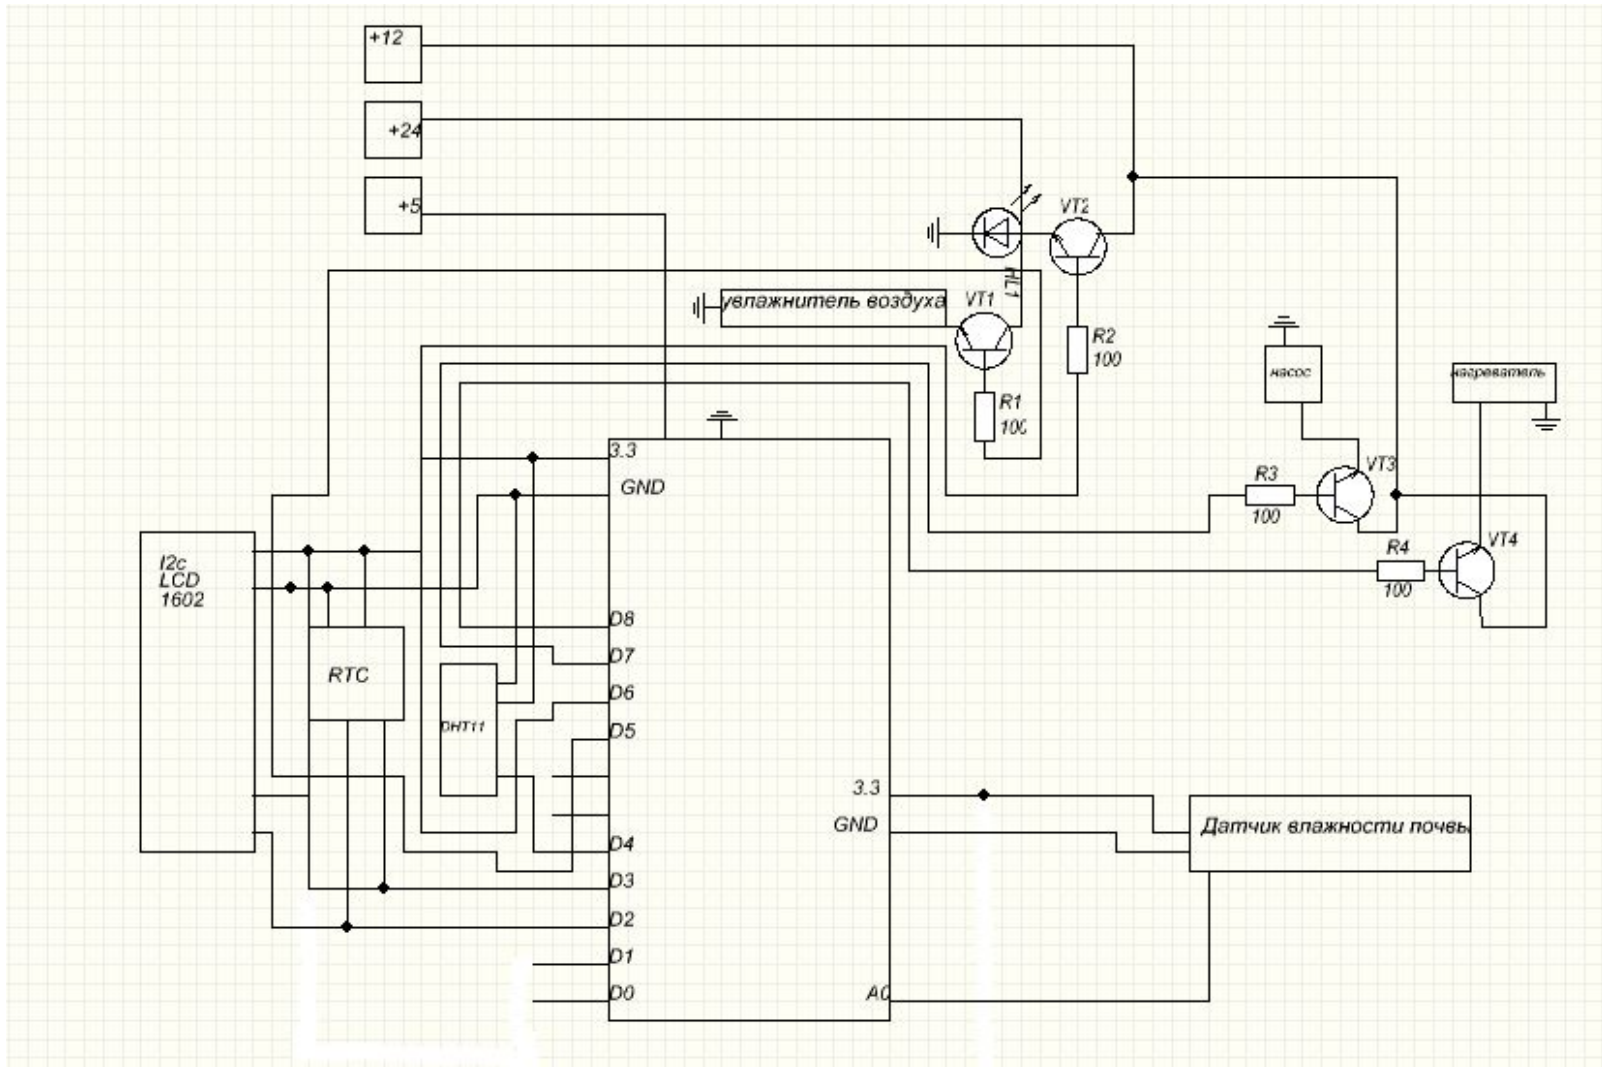 +12
+24
+5
VT2
HL1
увлажнитель воздуха
VT1
R2
100
R1
100
насос
нагреватель
3.3
GND
VT3
R3
100
VT4
R4
100
I2c
LCD
1602
D8
D7
RTC
D6
DHT11
D5
3.3
GND
Датчик влажности почвы
D4
D3
D2
D1
D0
A0